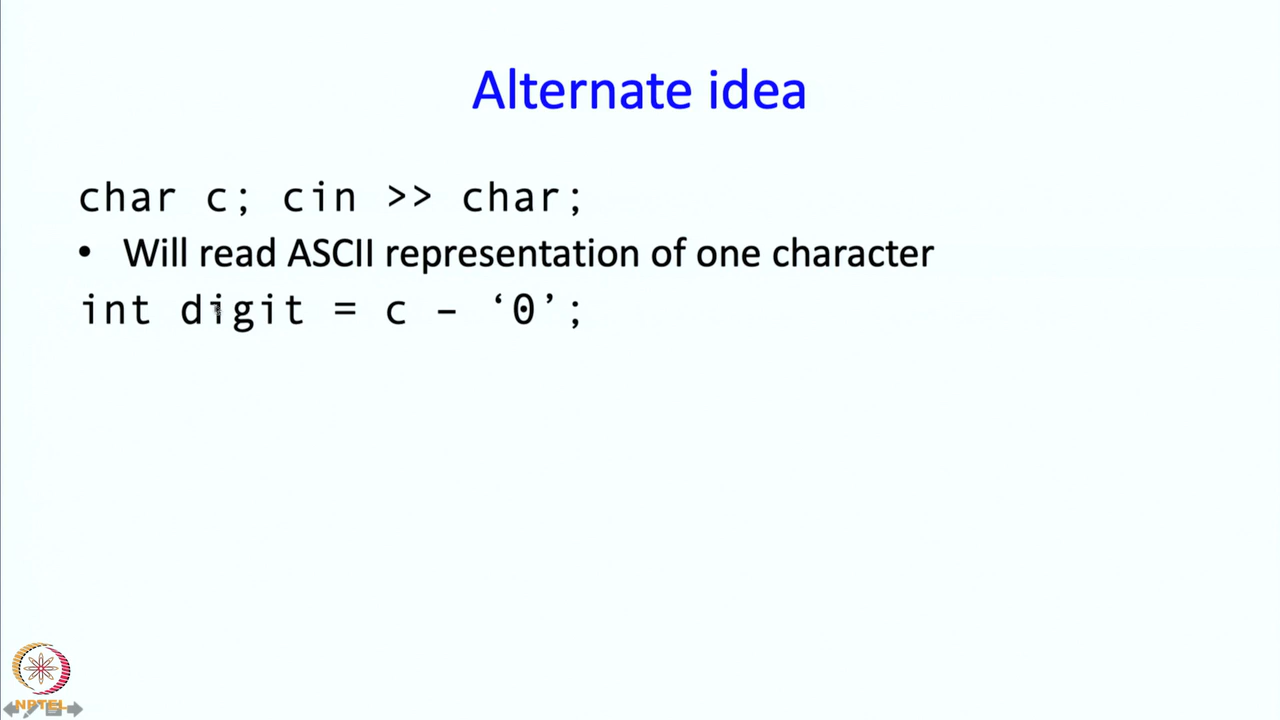 Alternate idea
char c; cin >> char;
• Will read ASCII representation of one character
int digit = c – ‘0’;
NPTEL